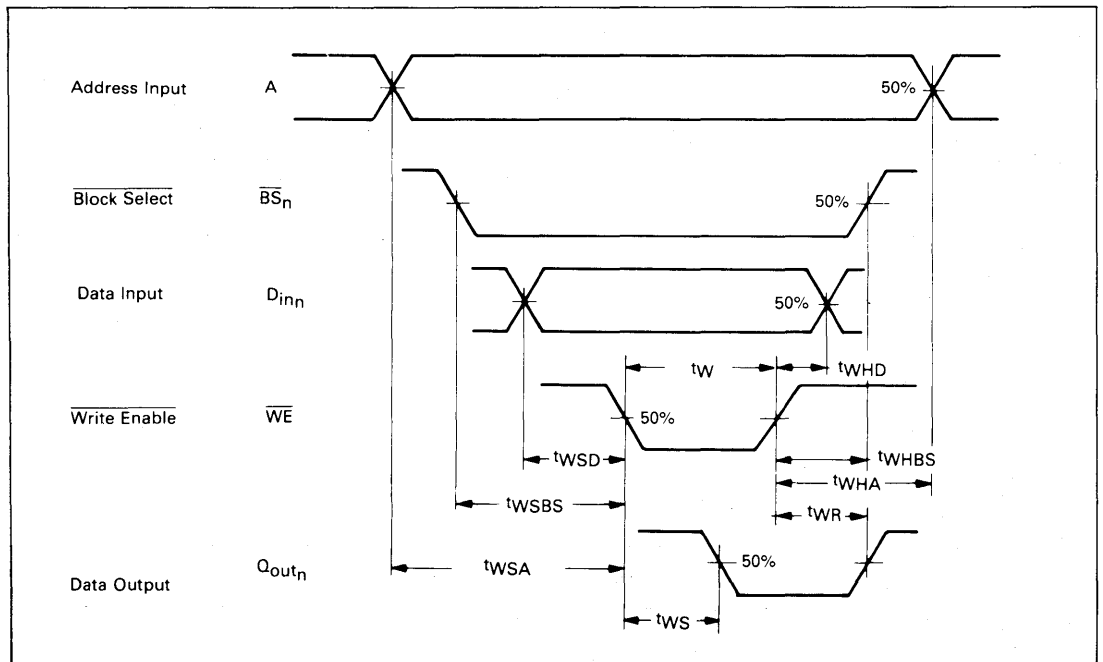 Address Input A 50%
Block Select BSn 50%
Data Input Dinn 50%
tW tWHD
Write Enable WE 50%
tWSD tWHBS
tWHA
tWSBS tWR
Data Output Qoutn tWSA 50%
tWS